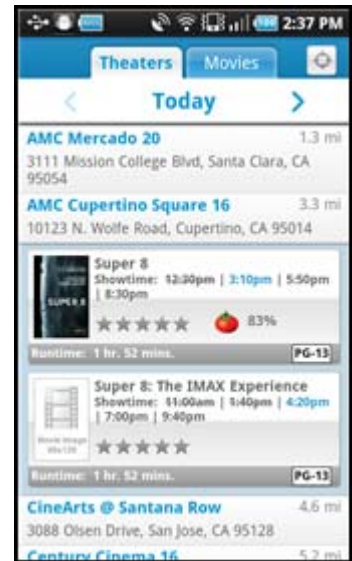 2:37 PM
Theaters Movies
Today
AMC Mercado 20 1.3 mi
3111 Mission College Blvd, Santa Clara, CA
95054
AMC Cupertino Square 16 3.3 mi
10123 N. Wolfe Road, Cupertino, CA 95014
SUPER 8
Super 8
Showtime: 12:30pm | 3:10pm | 5:50pm
| 8:30pm
83%
Runtime: 1 hr. 52 mins. PG-13
Movie Image
Super 8: The IMAX Experience
Showtime: 11:00am | 1:40pm | 4:20pm
| 7:00pm | 9:40pm
Runtime: 1 hr. 52 mins. PG-13
CineArts @ Santana Row 4.6 mi
3088 Olsen Drive, San Jose, CA 95128
Century Cinema 16 5.2 mi